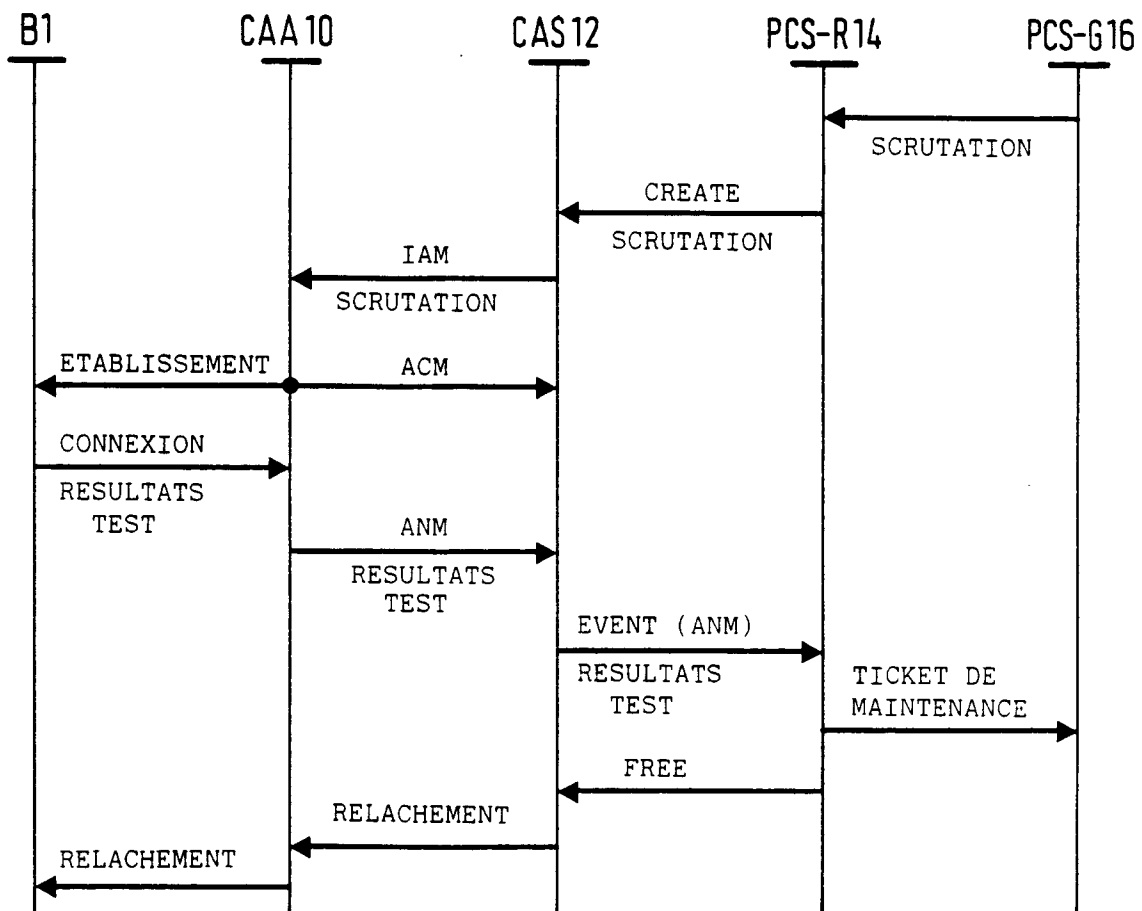 B1 CAA10 CAS12 PCS-R14 PCS-G16
SCRUTATION
CREATE
SCRUTATION
IAM
SCRUTATION
ETABLISSEMENT
ACM
CONNEXION
RESULTATS
TEST
ANM
RESULTATS
TEST
EVENT (ANM)
RESULTATS
TEST
TICKET DE
MAINTENANCE
FREE
RELACHEMENT
RELACHEMENT